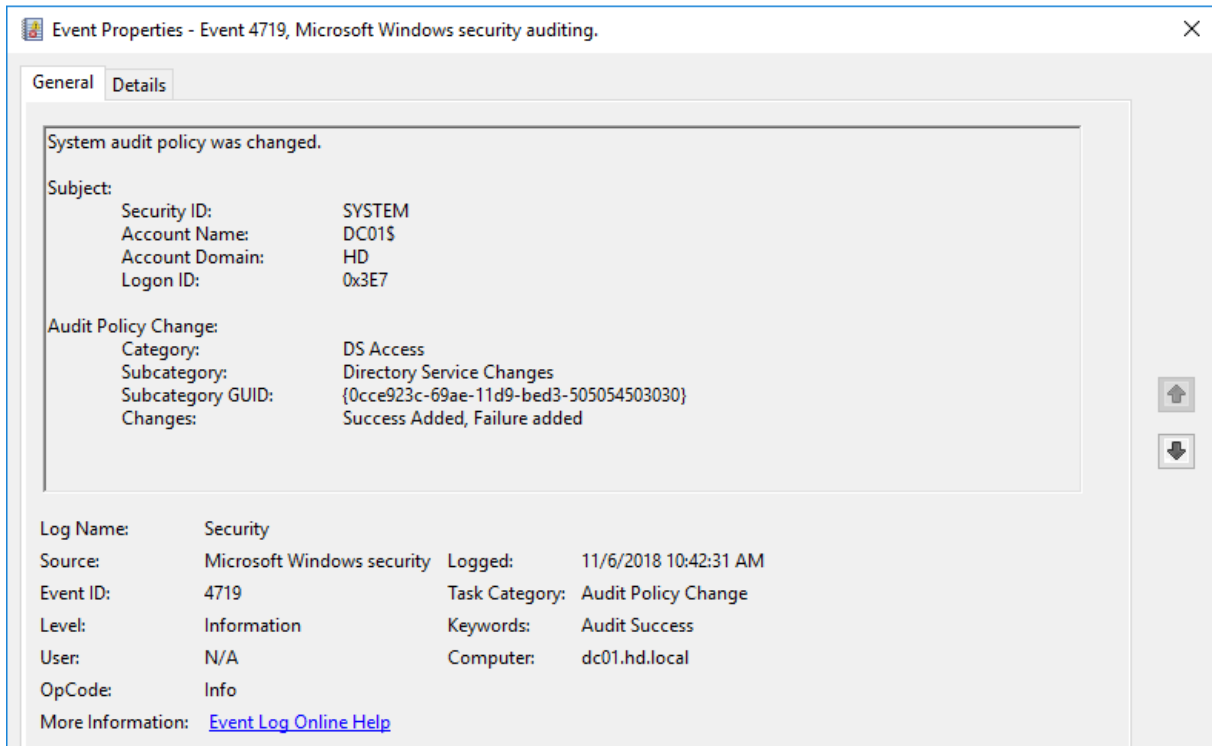 Event Properties - Event 4719, Microsoft Windows security auditing.
General Details
System audit policy was changed.
Subject:
Security ID: SYSTEM
Account Name: DC01$
Account Domain: HD
Logon ID: 0x3E7
Audit Policy Change:
Category: DS Access
Subcategory: Directory Service Changes
Subcategory GUID: {0cce923c-69ae-11d9-bed3-505054503030}
Changes: Success Added, Failure added
Log Name: Security
Source: Microsoft Windows security Logged: 11/6/2018 10:42:31 AM
Event ID: 4719 Task Category: Audit Policy Change
Level: Information Keywords: Audit Success
User: N/A Computer: dc01.hd.local
OpCode: Info
More Information: Event Log Online Help